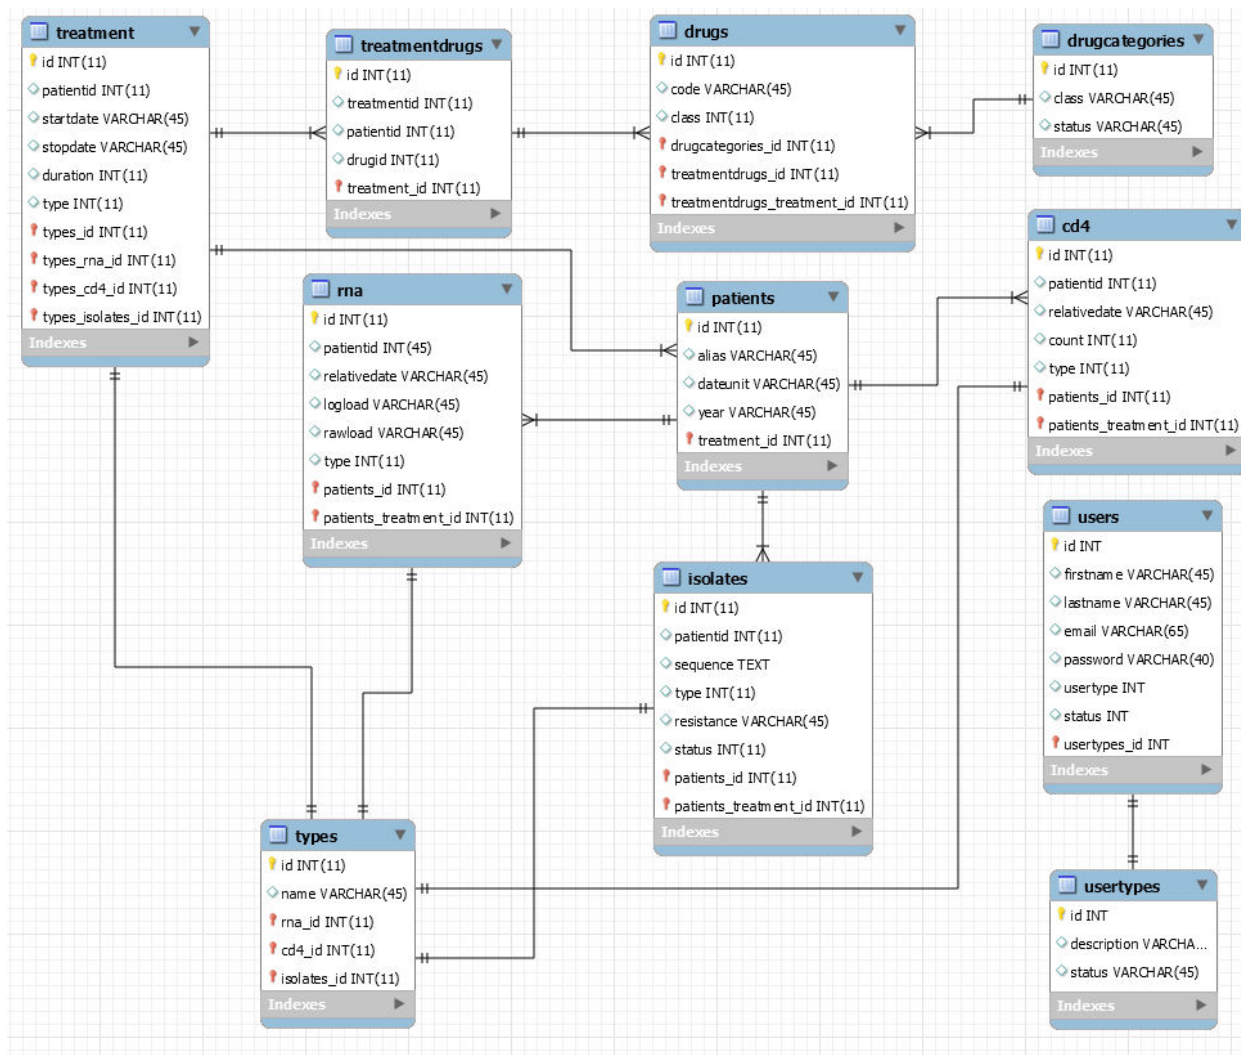 treatment
id INT(11)
patientid INT(11)
startdate VARCHAR(45)
stopdate VARCHAR(45)
duration INT(11)
type INT(11)
types_id INT(11)
types_rna_id INT(11)
types_cd4_id INT(11)
types_isolates_id INT(11)
Indexes
treatmentdrugs
id INT(11)
treatmentid INT(11)
patientid INT(11)
drugid INT(11)
treatment_id INT(11)
Indexes
drugs
id INT(11)
code VARCHAR(45)
class INT(11)
drugcategories_id INT(11)
treatmentdrugs_id INT(11)
treatmentdrugs_treatment_id INT(11)
Indexes
drugcategories
id INT(11)
class VARCHAR(45)
status VARCHAR(45)
Indexes
rna
id INT(11)
patientid INT(45)
relativedate VARCHAR(45)
logload VARCHAR(45)
rawload VARCHAR(45)
type INT(11)
patients_id INT(11)
patients_treatment_id INT(11)
Indexes
patients
id INT(11)
alias VARCHAR(45)
dateunit VARCHAR(45)
year VARCHAR(45)
treatment_id INT(11)
Indexes
cd4
id INT(11)
patientid INT(11)
relativedate VARCHAR(45)
count INT(11)
type INT(11)
patients_id INT(11)
patients_treatment_id INT(11)
Indexes
isolates
id INT(11)
patientid INT(11)
sequence TEXT
type INT(11)
resistance VARCHAR(45)
status INT(11)
patients_id INT(11)
patients_treatment_id INT(11)
Indexes
users
id INT
firstname VARCHAR(45)
lastname VARCHAR(45)
email VARCHAR(65)
password VARCHAR(40)
usertype INT
status INT
usertypes_id INT
Indexes
types
id INT(11)
name VARCHAR(45)
rna_id INT(11)
cd4_id INT(11)
isolates_id INT(11)
Indexes
usertypes
id INT
description VARCHA...
status VARCHAR(45)
Indexes